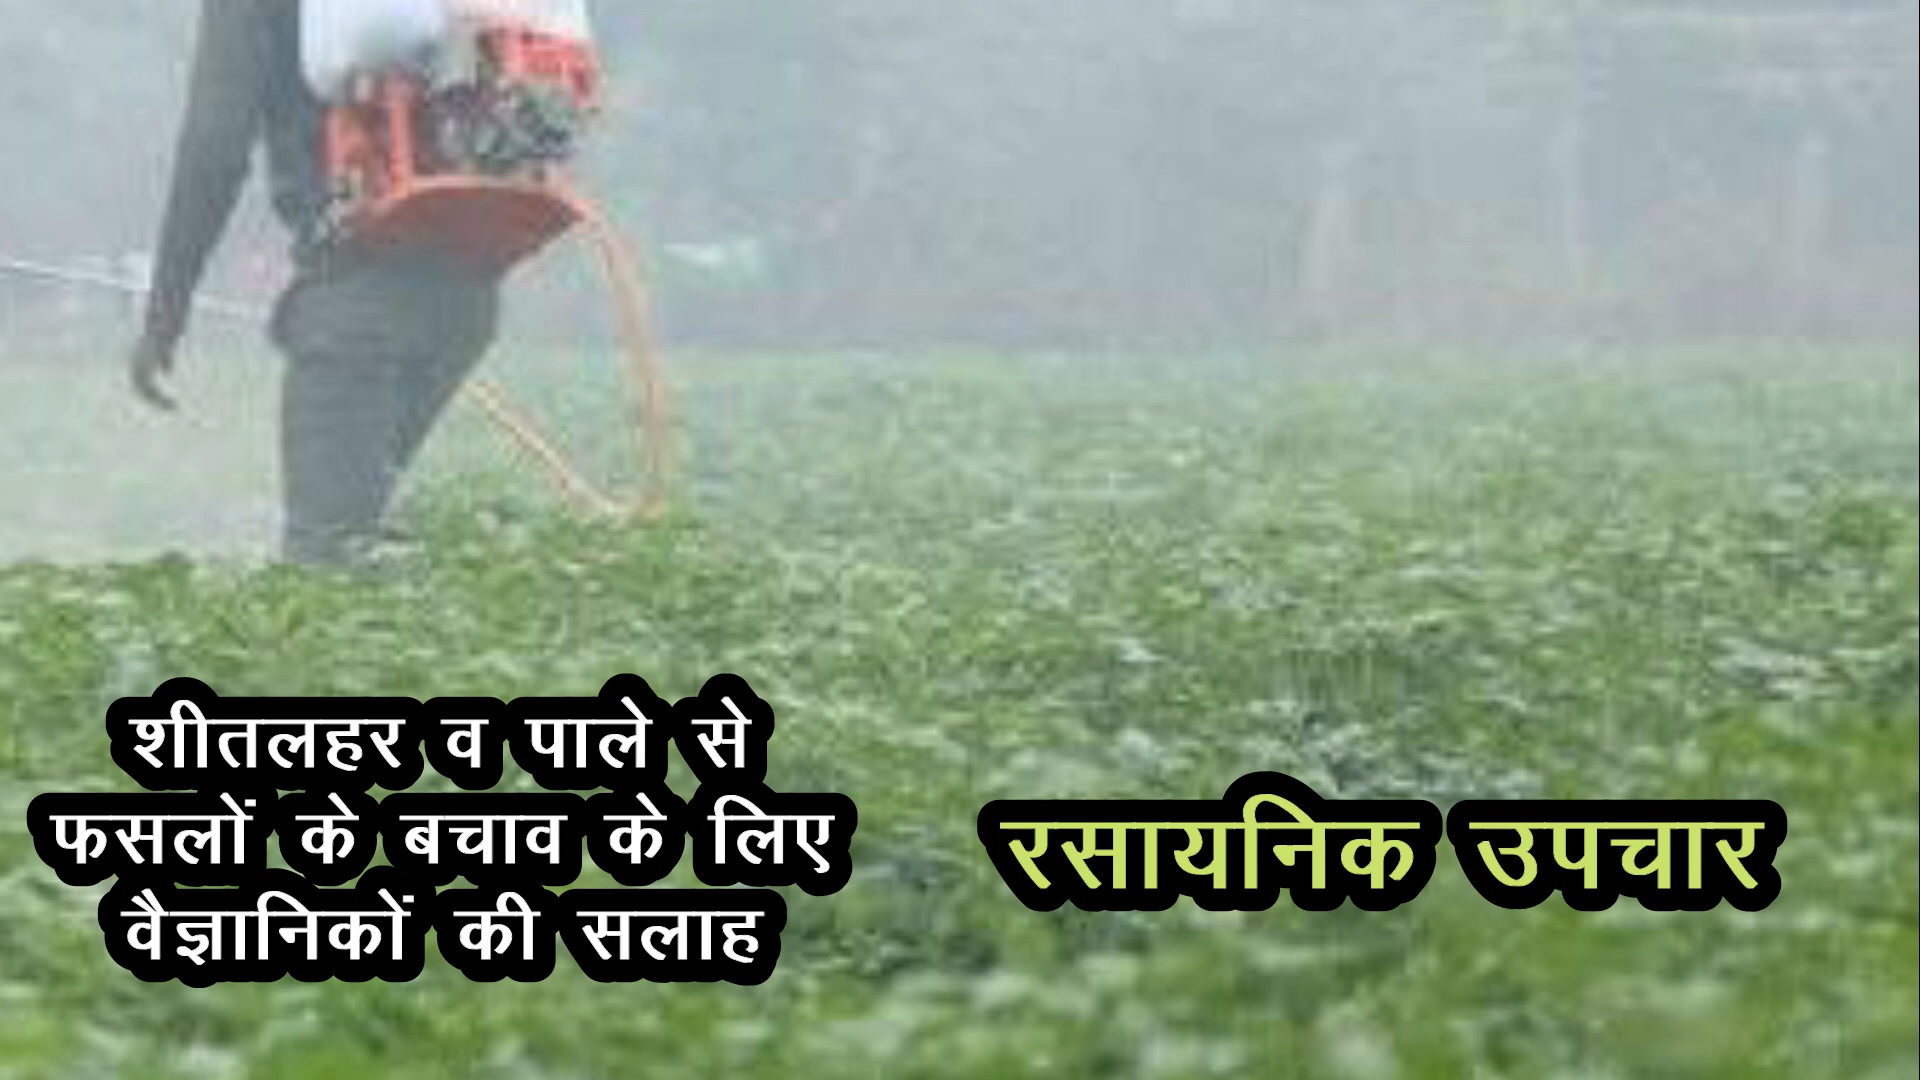 शीतलहर व पाले से
फसलों के बचाव के लिए
वैज्ञानिकों की सलाह
रसायनिक उपचार